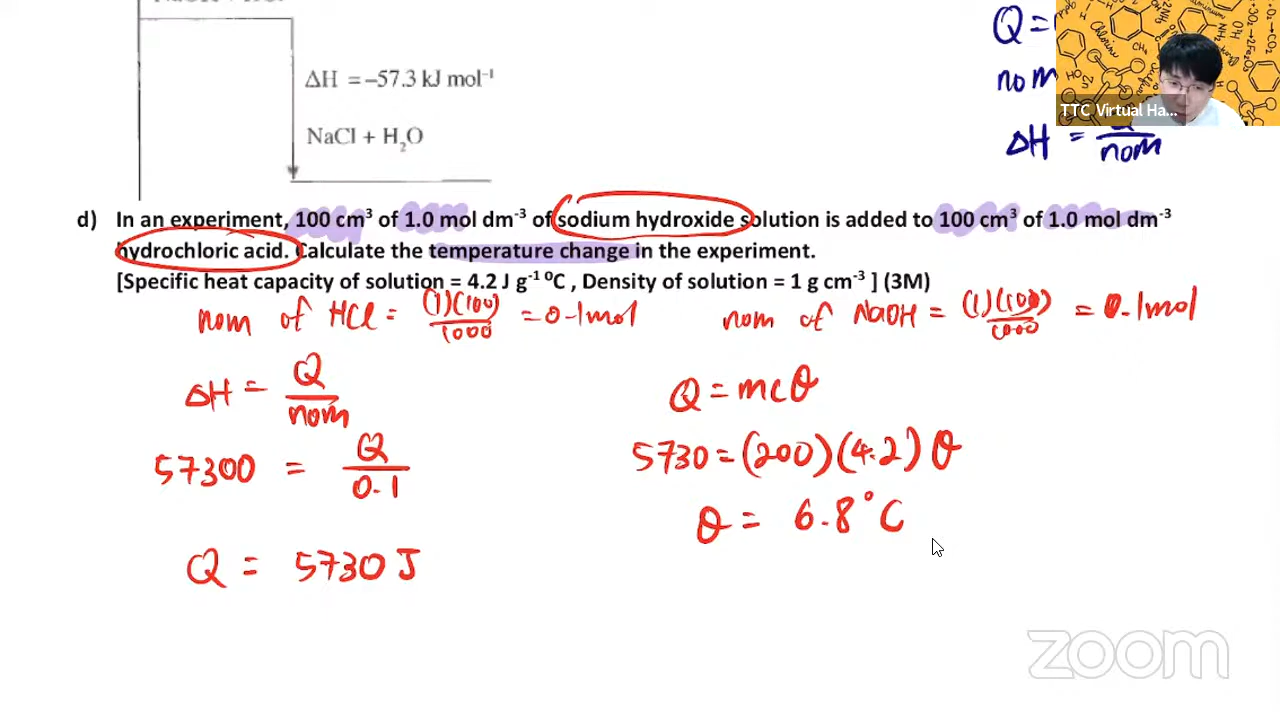 ΔH = –57.3 kJ mol⁻¹
NaCl + H₂O
Q =
nom
ΔH = Q/nom
TTC Virtual Ha...
d) In an experiment, 100 cm³ of 1.0 mol dm⁻³ of sodium hydroxide solution is added to 100 cm³ of 1.0 mol dm⁻³
hydrochloric acid. Calculate the temperature change in the experiment.
[Specific heat capacity of solution = 4.2 J g⁻¹ ⁰C , Density of solution = 1 g cm⁻³ ] (3M)
nom of HCl = (1)(100)/1000 = 0.1mol
nom of NaOH = (1)(100)/1000 = 0.1mol
ΔH = Q/nom
57300 = Q/0.1
Q = 5730 J
Q = mcθ
5730 = (200)(4.2)θ
θ = 6.8°C
zoom